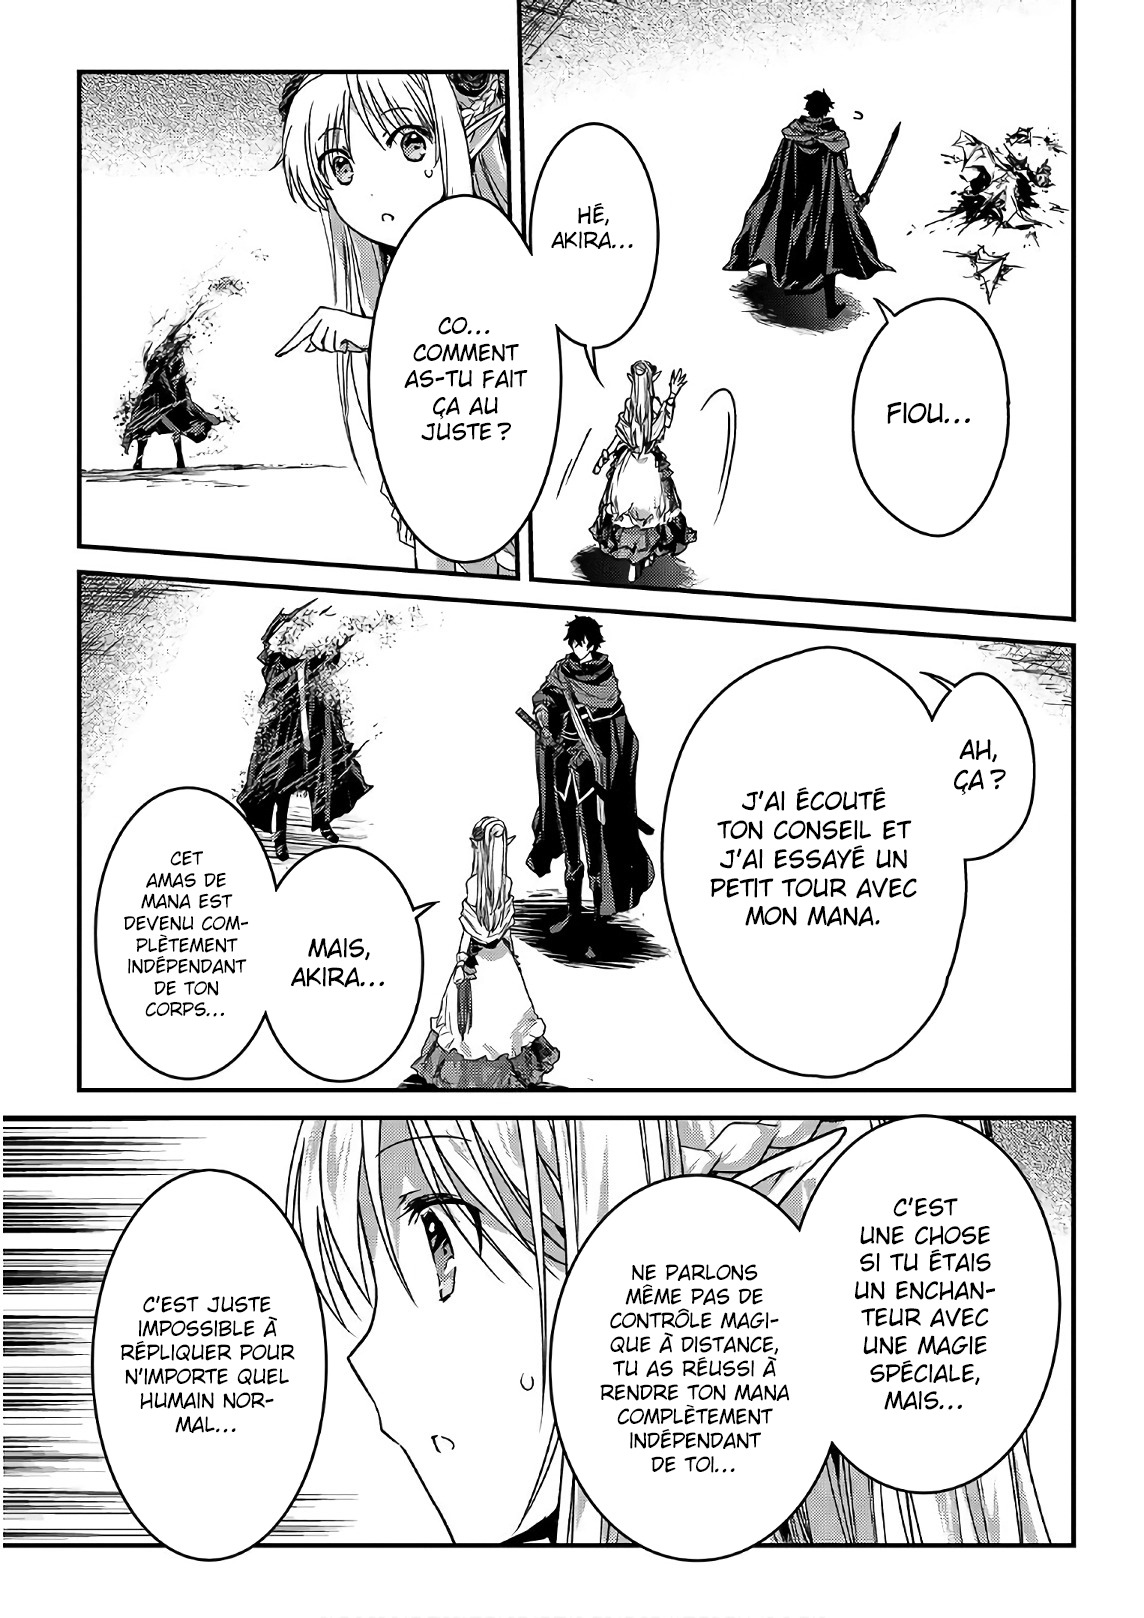 FIOU...
HÉ,
AKIRA...
CO...
COMMENT
AS-TU FAIT
ÇA AU
JUSTE ?
AH,
ÇA ?
J'AI ÉCOUTÉ
TON CONSEIL ET
J'AI ESSAYÉ UN
PETIT TOUR AVEC
MON MANA.
MAIS,
AKIRA...
CET
AMAS DE
MANA EST
DEVENU COM-
PLÈTEMENT
INDÉPENDANT
DE TON
CORPS...
C'EST
UNE CHOSE
SI TU ÉTAIS
UN ENCHAN-
TEUR AVEC
UNE MAGIE
SPÉCIALE,
MAIS...
NE PARLONS
MÊME PAS DE
CONTRÔLE MAGI-
QUE À DISTANCE,
TU AS RÉUSSI À
RENDRE TON MANA
COMPLÈTEMENT
INDÉPENDANT
DE TOI...
C'EST JUSTE
IMPOSSIBLE À
RÉPLIQUER POUR
N'IMPORTE QUEL
HUMAIN NOR-
MAL...